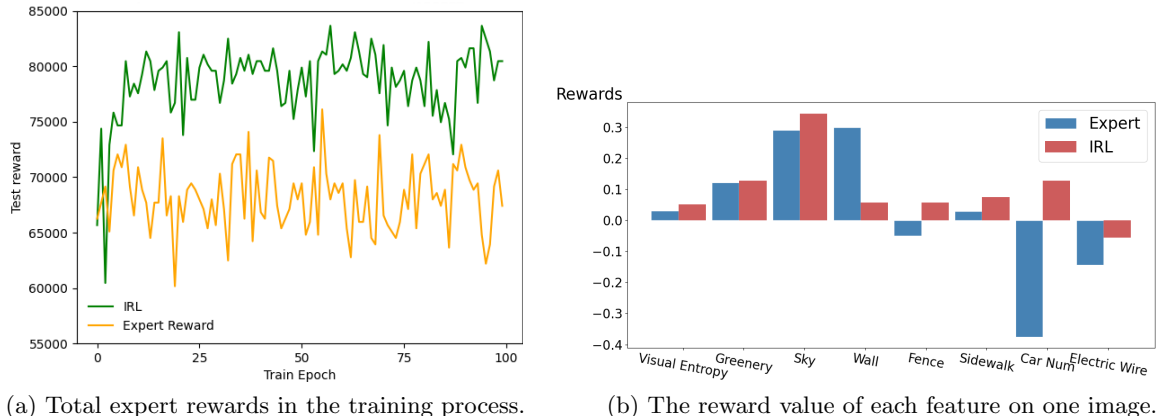 85000
80000
75000
70000
65000
60000
55000
Test reward
IRL
Expert Reward
0
25
50
75
100
Train Epoch
(a) Total expert rewards in the training process.
Rewards
0.3
0.2
0.1
0.0
−0.1
−0.2
−0.3
−0.4
Expert
IRL
Visual Entropy
Greenery
Sky
Wall
Fence
Sidewalk
Car Num
Electric Wire
(b) The reward value of each feature on one image.